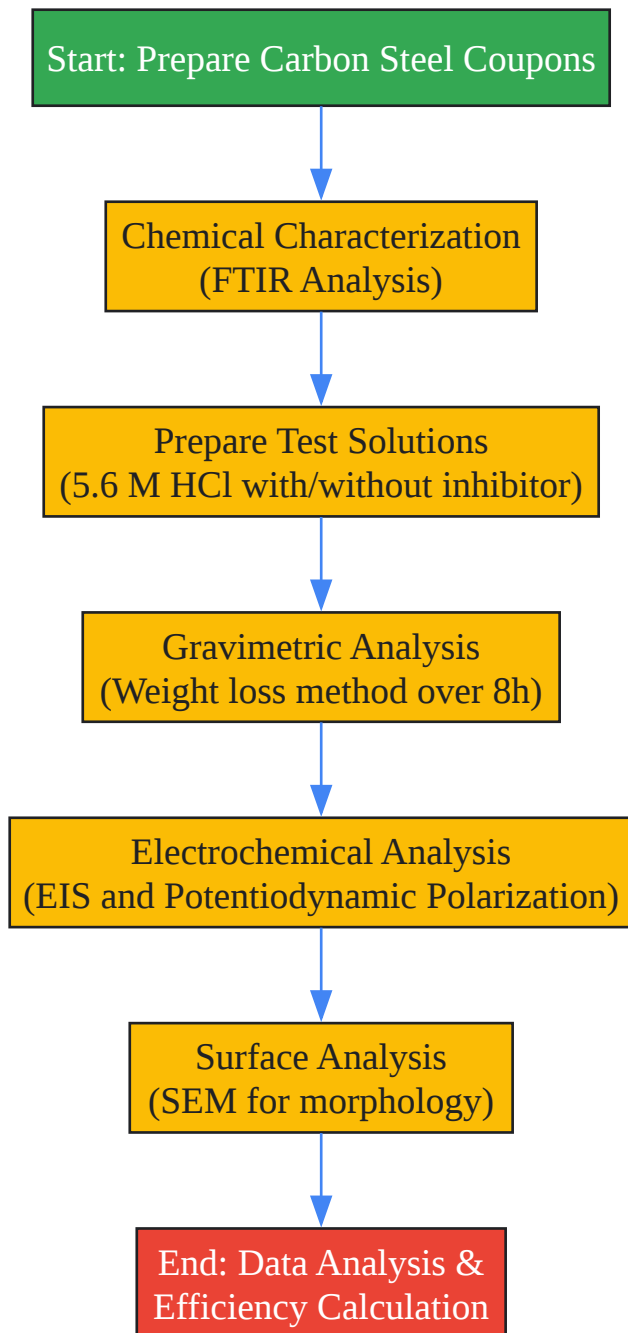 Start: Prepare Carbon Steel Coupons
Chemical Characterization
(FTIR Analysis)
Prepare Test Solutions
(5.6 M HCl with/without inhibitor)
Gravimetric Analysis
(Weight loss method over 8h)
Electrochemical Analysis
(EIS and Potentiodynamic Polarization)
Surface Analysis
(SEM for morphology)
End: Data Analysis &
Efficiency Calculation